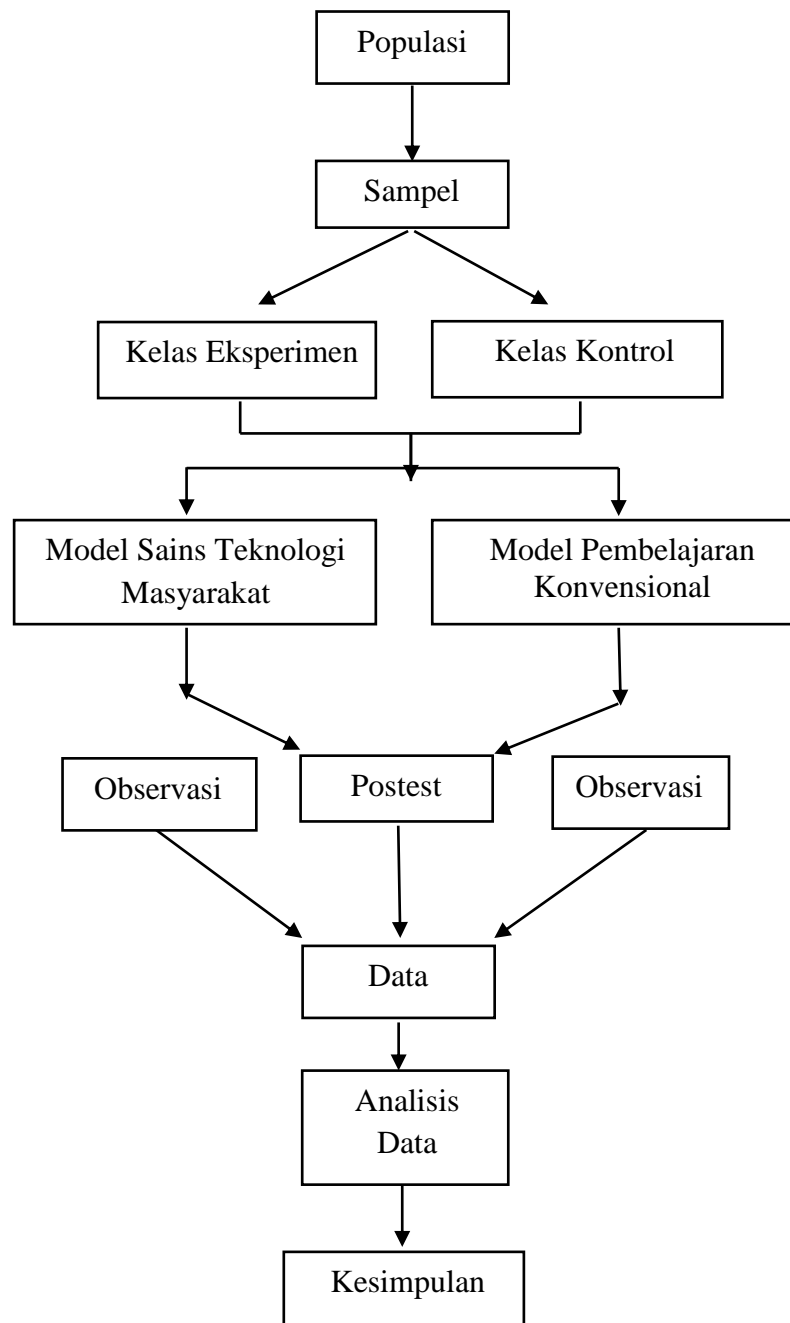 Populasi
Sampel
Kelas Eksperimen
Kelas Kontrol
Model Sains Teknologi
Masyarakat
Model Pembelajaran
Konvensional
Observasi
Postest
Observasi
Data
Analisis
Data
Kesimpulan